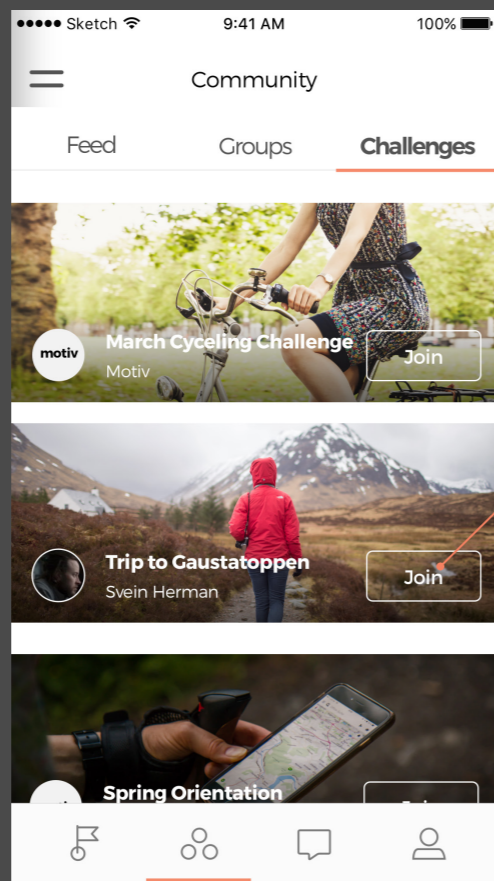 Sketch 9:41 AM 100%
Community
Feed Groups Challenges
motiv
March Cyceling Challenge
Motiv
Join
Trip to Gaustatoppen
Svein Herman
Join
Spring Orientation